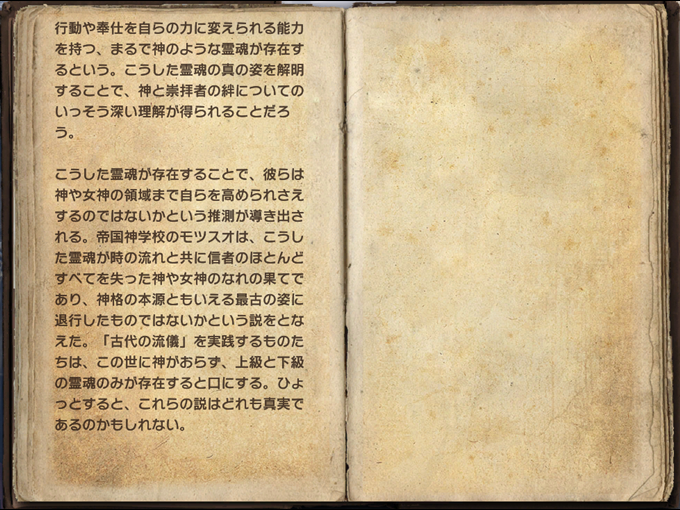 行動や奉仕を自らの力に変えられる能力
を持つ、まるで神のような霊魂が存在す
るという。こうした霊魂の真の姿を解明
することで、神と崇拝者の絆についての
いっそう深い理解が得られることだろ
う。
こうした霊魂が存在することで、彼らは
神や女神の領域まで自らを高められさえ
するのではないかという推測が導き出さ
れる。帝国神学校のモツスオは、こうし
た霊魂が時の流れと共に信者のほとんど
すべてを失った神や女神のなれの果てで
あり、神格の本源ともいえる最古の姿に
退行したものではないかという説をとな
えた。「古代の流儀」を実践するものた
ちは、この世に神がおらず、上級と下級
の霊魂のみが存在すると口にする。ひょ
っとすると、これらの説はどれも真実で
あるのかもしれない。